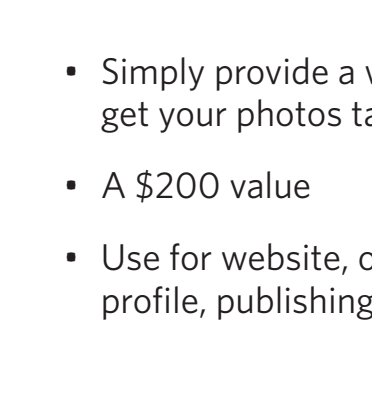 • Simply provide a
get your photos
• A $200 value
• Use for website,
profile, publishing